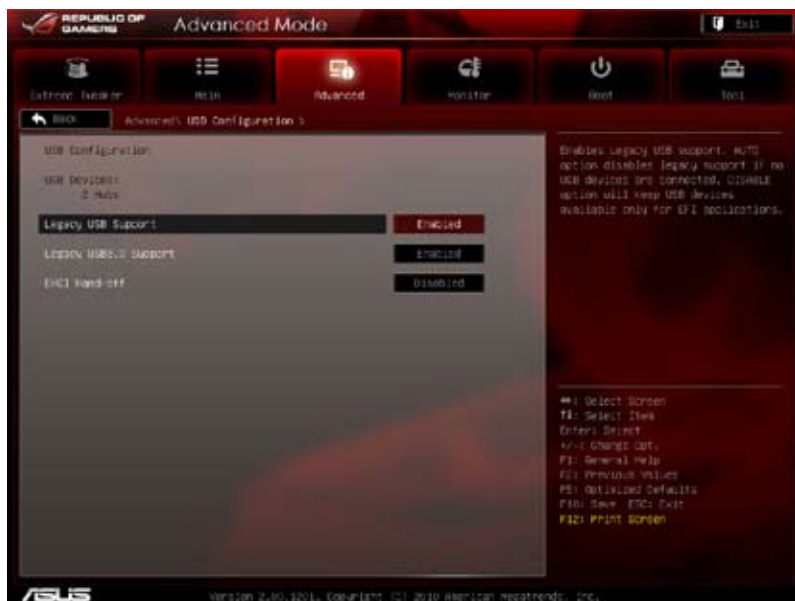 REPUBLIC OF
GAMERS
Advanced Mode
Exit
Extreme Tweaker
Main
Advanced
Monitor
Boot
Tool
Back
Advanced\ USB Configuration >
USB Configuration
USB Devices:
2 Hubs
Legacy USB Support
Enabled
Legacy USB3.0 Support
Enabled
EHCI Hand-off
Disabled
Enables Legacy USB support. AUTO
option disables legacy support if no
USB devices are connected. DISABLE
option will keep USB devices
available only for EFI applications.
: Select Screen
: Select Item
Enter: Select
+/-: Change Opt.
F1: General Help
F2: Previous Values
F5: Optimized Defaults
F10: Save ESC: Exit
F12: Print Screen
ASUS
Version 2.00.1201. Copyright (C) 2010 American Megatrends, Inc.